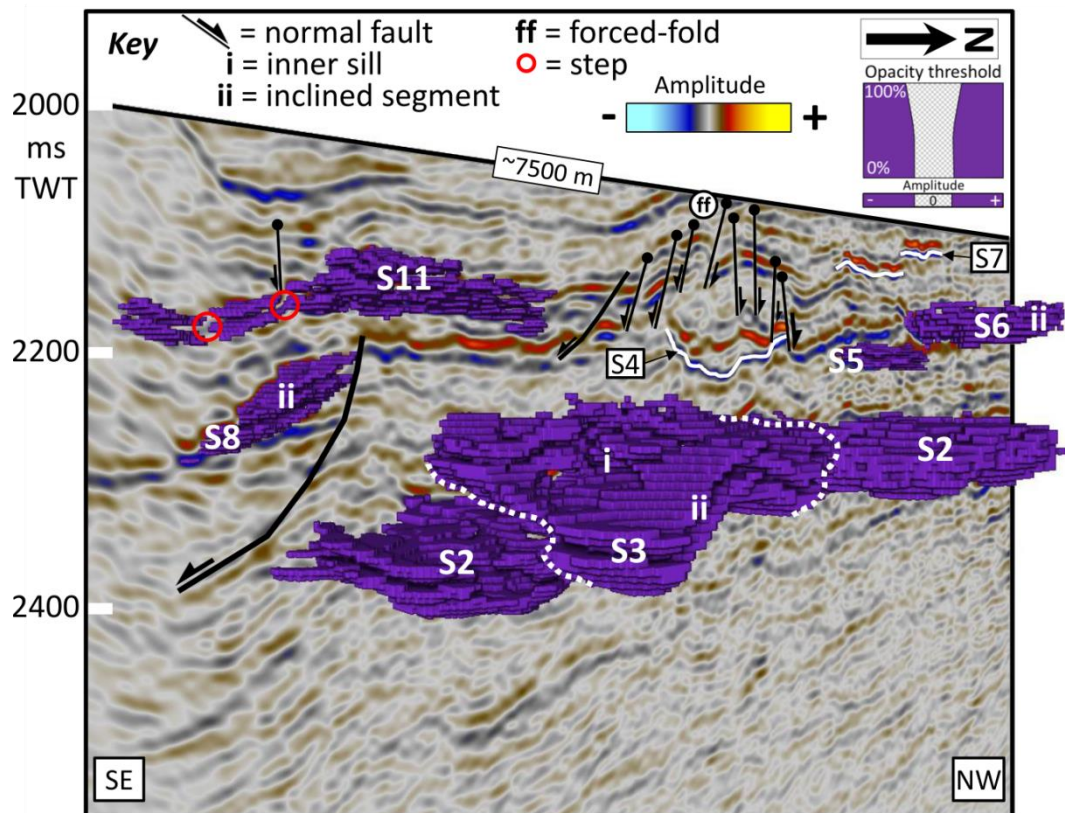 Key
= normal fault
i = inner sill
ii = inclined segment
ff = forced-fold
= step
Amplitude
- +
N
Opacity threshold
100%
0%
Amplitude
- 0 +
2000
ms
TWT
2200
2400
~7500 m
ff
S7
S11
S6 ii
S5
S4
ii
S8
i
S2
ii
S3
S2
SE
NW